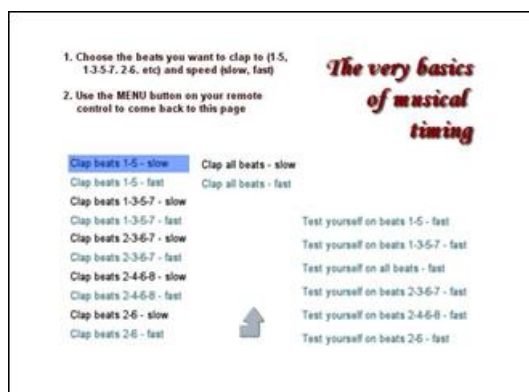 1. Choose the beats you want to clap to (1-5,
1-3-5-7. 2-6. etc) and speed (slow, fast)
2. Use the MENU button on your remote
control to come back to this page
The very basics
of musical
timing
Clap beats 1-5 - slow
Clap beats 1-5 - fast
Clap beats 1-3-5-7 - slow
Clap beats 1-3-5-7 - fast
Clap beats 2-3-6-7 - slow
Clap beats 2-3-6-7 - fast
Clap beats 2-4-6-8 - slow
Clap beats 2-4-6-8 - fast
Clap beats 2-6 - slow
Clap beats 2-6 - fast
Clap all beats - slow
Clap all beats - fast
Test yourself on beats 1-5 - fast
Test yourself on beats 1-3-5-7 - fast
Test yourself on all beats - fast
Test yourself on beats 2-3-6-7 - fast
Test yourself on beats 2-4-6-8 - fast
Test yourself on beats 2-6 - fast